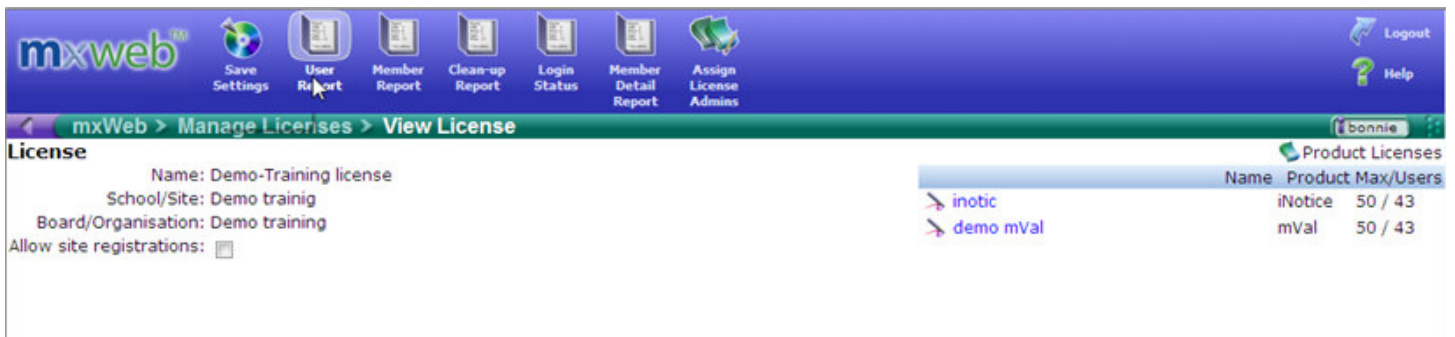 mxweb™
Save Settings
User Report
Member Report
Clean-up Report
Login Status
Member Detail Report
Assign License Admins
Logout
Help
mxWeb > Manage Licenses > View License
bonnie
License
Name: Demo-Training license
School/Site: Demo trainig
Board/Organisation: Demo training
Allow site registrations:
Product Licenses
Name Product Max/Users
inotic iNotice 50 / 43
demo mVal mVal 50 / 43